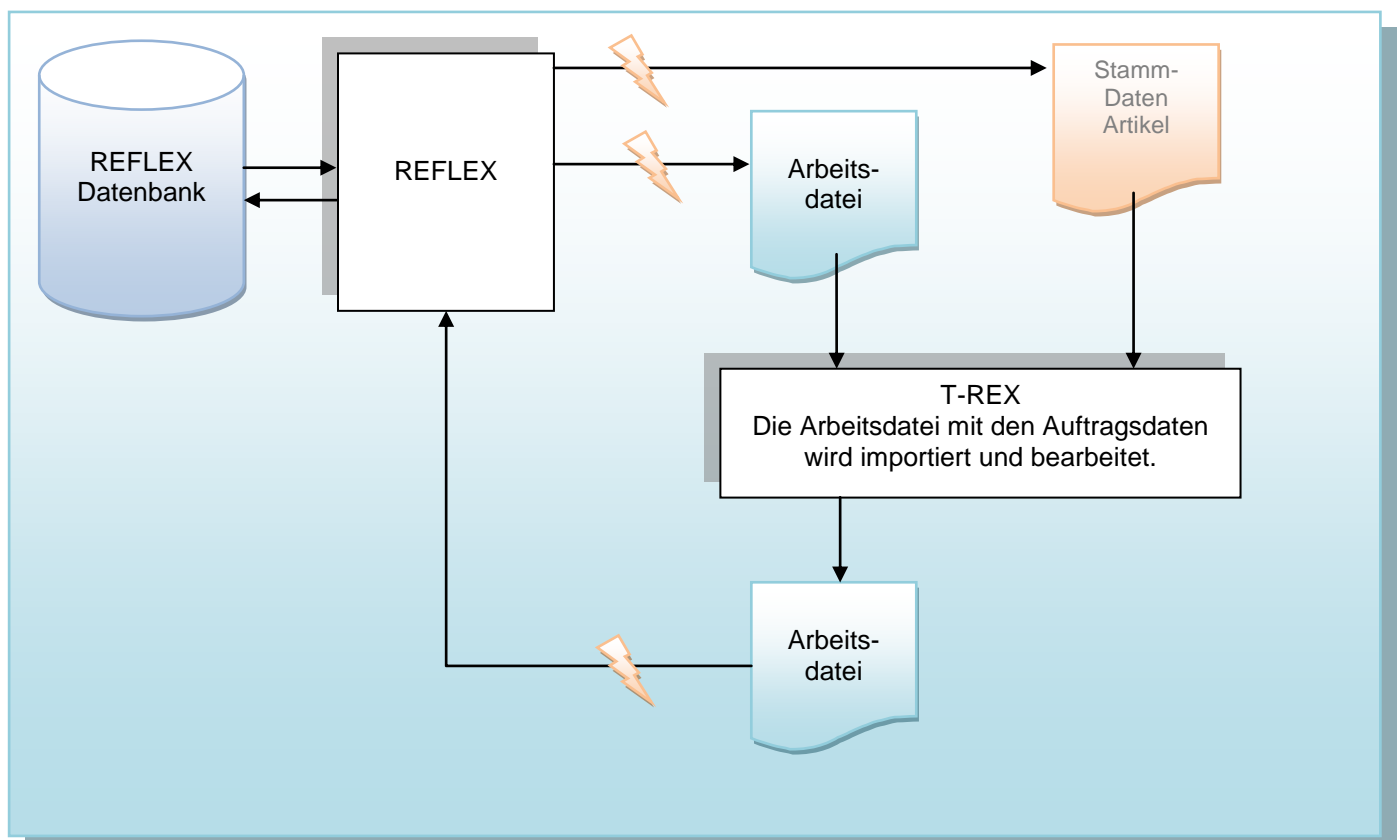 REFLEX
Datenbank
REFLEX
Stamm-
Daten
Artikel
Arbeits-
datei
T-REX
Die Arbeitsdatei mit den Auftragsdaten
wird importiert und bearbeitet.
Arbeits-
datei